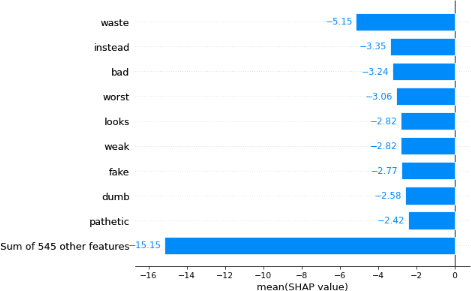 waste −5.15
instead −3.35
bad −3.24
worst −3.06
looks −2.82
weak −2.82
fake −2.77
dumb −2.58
pathetic −2.42
Sum of 545 other features −15.15
−16 −14 −12 −10 −8 −6 −4 −2 0
mean(SHAP value)